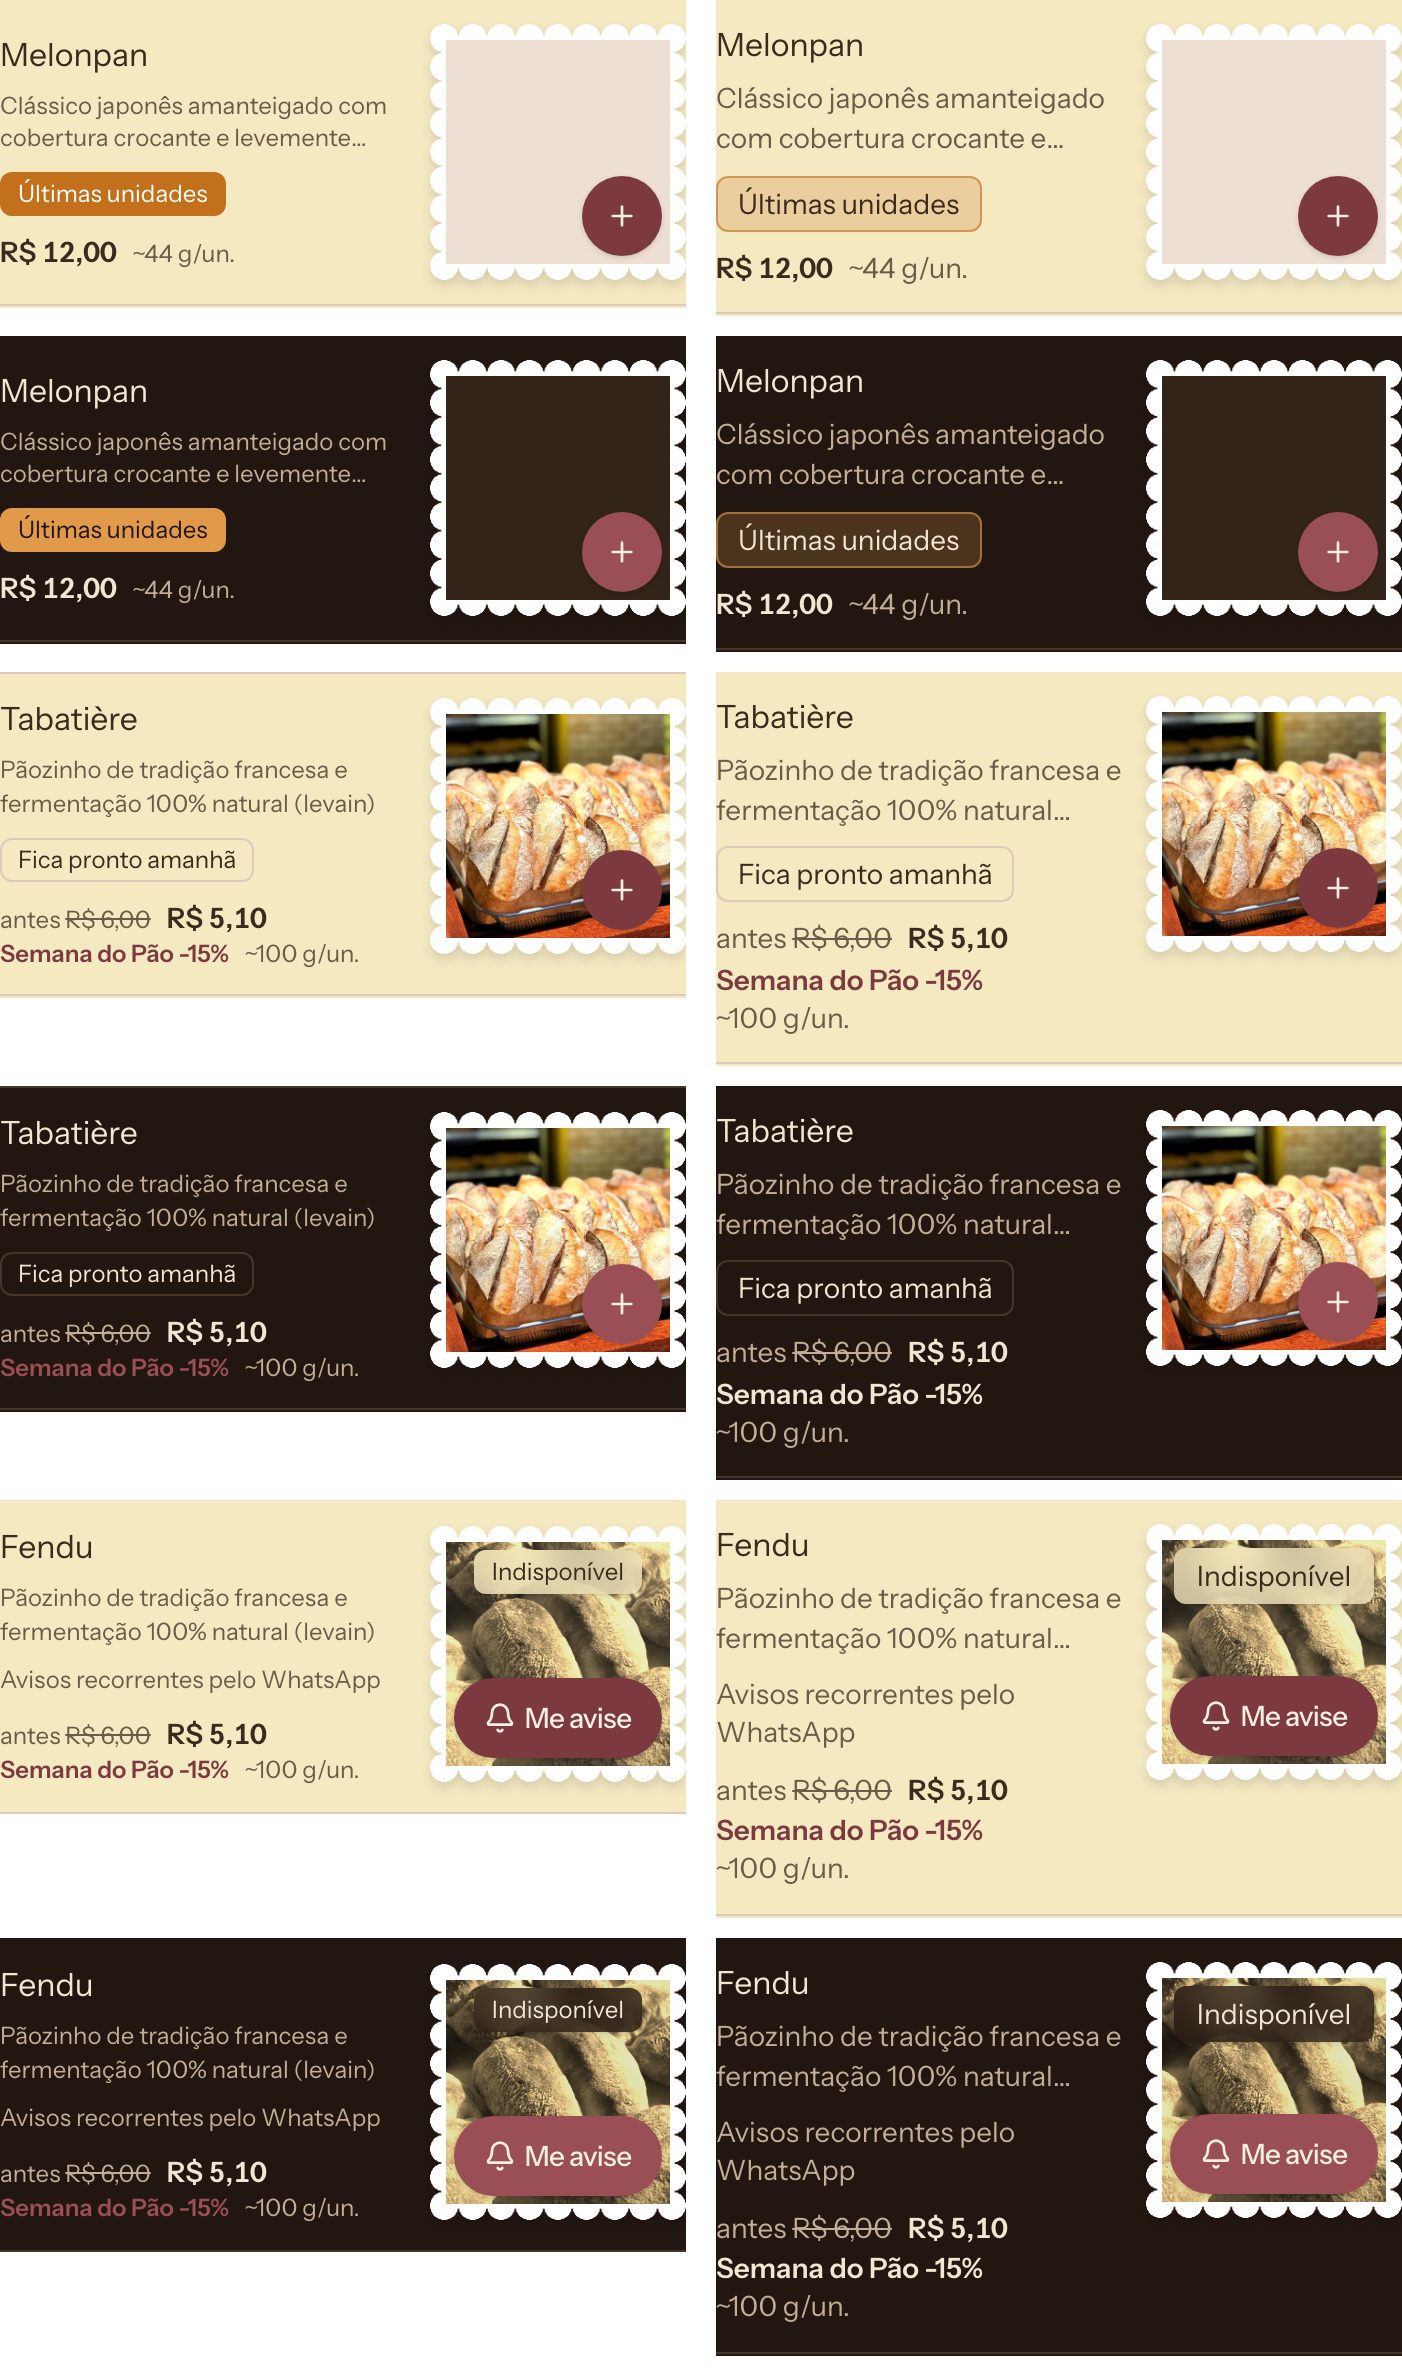 Melonpan
Clássico japonês amanteigado com
cobertura crocante e levemente...
Últimas unidades
R$ 12,00 ~44 g/un.
Melonpan
Clássico japonês amanteigado
com cobertura crocante e...
Últimas unidades
R$ 12,00 ~44 g/un.
Melonpan
Clássico japonês amanteigado com
cobertura crocante e levemente...
Últimas unidades
R$ 12,00 ~44 g/un.
Melonpan
Clássico japonês amanteigado
com cobertura crocante e...
Últimas unidades
R$ 12,00 ~44 g/un.
Tabatière
Pãozinho de tradição francesa e
fermentação 100% natural (levain)
Fica pronto amanhã
antes R$ 6,00 R$ 5,10
Semana do Pão -15% ~100 g/un.
Tabatière
Pãozinho de tradição francesa e
fermentação 100% natural...
Fica pronto amanhã
antes R$ 6,00 R$ 5,10
Semana do Pão -15%
~100 g/un.
Tabatière
Pãozinho de tradição francesa e
fermentação 100% natural (levain)
Fica pronto amanhã
antes R$ 6,00 R$ 5,10
Semana do Pão -15% ~100 g/un.
Tabatière
Pãozinho de tradição francesa e
fermentação 100% natural...
Fica pronto amanhã
antes R$ 6,00 R$ 5,10
Semana do Pão -15%
~100 g/un.
Fendu
Pãozinho de tradição francesa e
fermentação 100% natural (levain)
Avisos recorrentes pelo WhatsApp
antes R$ 6,00 R$ 5,10
Semana do Pão -15% ~100 g/un.
Indisponível
Me avise
Fendu
Pãozinho de tradição francesa e
fermentação 100% natural...
Avisos recorrentes pelo
WhatsApp
antes R$ 6,00 R$ 5,10
Semana do Pão -15%
~100 g/un.
Indisponível
Me avise
Fendu
Pãozinho de tradição francesa e
fermentação 100% natural (levain)
Avisos recorrentes pelo WhatsApp
antes R$ 6,00 R$ 5,10
Semana do Pão -15% ~100 g/un.
Indisponível
Me avise
Fendu
Pãozinho de tradição francesa e
fermentação 100% natural...
Avisos recorrentes pelo
WhatsApp
antes R$ 6,00 R$ 5,10
Semana do Pão -15%
~100 g/un.
Indisponível
Me avise